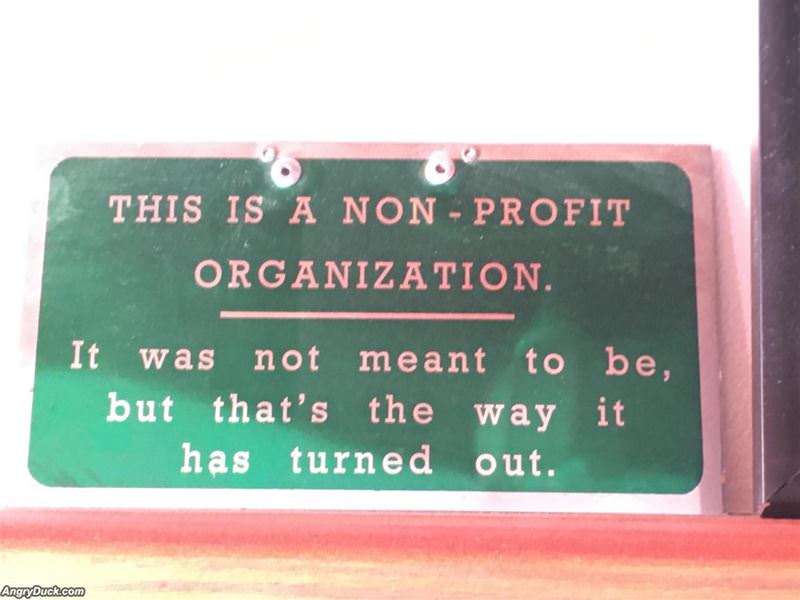 THIS IS A NON-PROFIT
ORGANIZATION.
It was not meant to be,
but that's the way it
has turned out.
AngryDuck.com